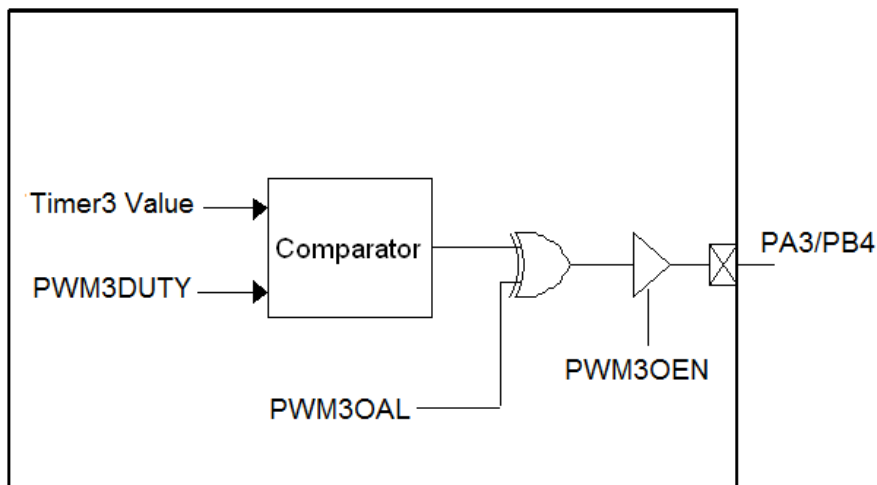 Timer3 Value
Comparator
PA3/PB4
PWM3DUTY
PWM3OEN
PWM3OAL